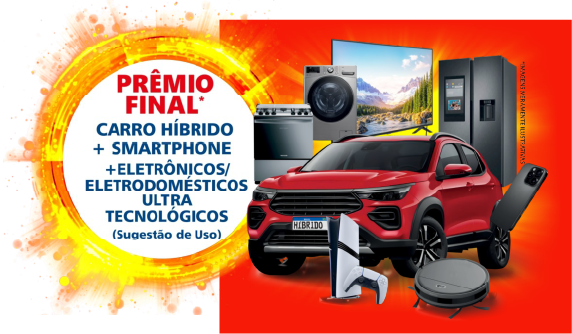 PRÊMIO
FINAL*
CARRO HÍBRIDO
+ SMARTPHONE
+ELETRÔNICOS/
ELETRODOMÉSTICOS
ULTRA
TECNOLÓGICOS
(Sugestão de Uso)
*IMAGENS MERAMENTE ILUSTRATIVAS
HÍBRIDO